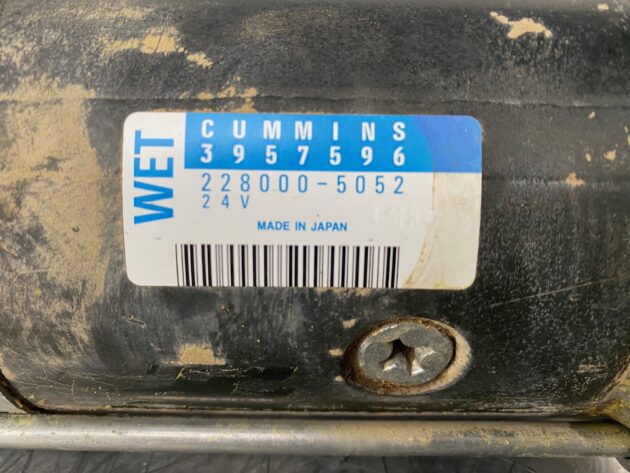 WET
CUMMINS
3957596
228000-5052
24V
MADE IN JAPAN